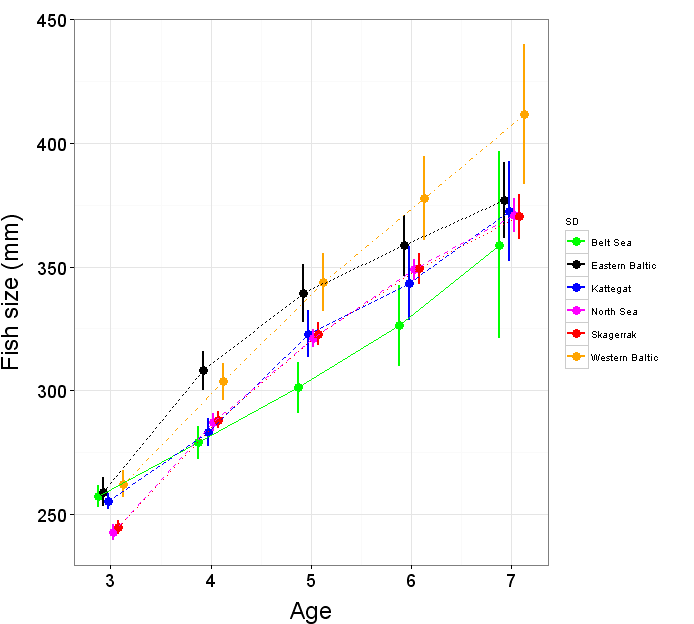 450
400
350
300
250
Fish size (mm)
3 4 5 6 7
Age
SD
Belt Sea
Eastern Baltic
Kattegat
North Sea
Skagerrak
Western Baltic